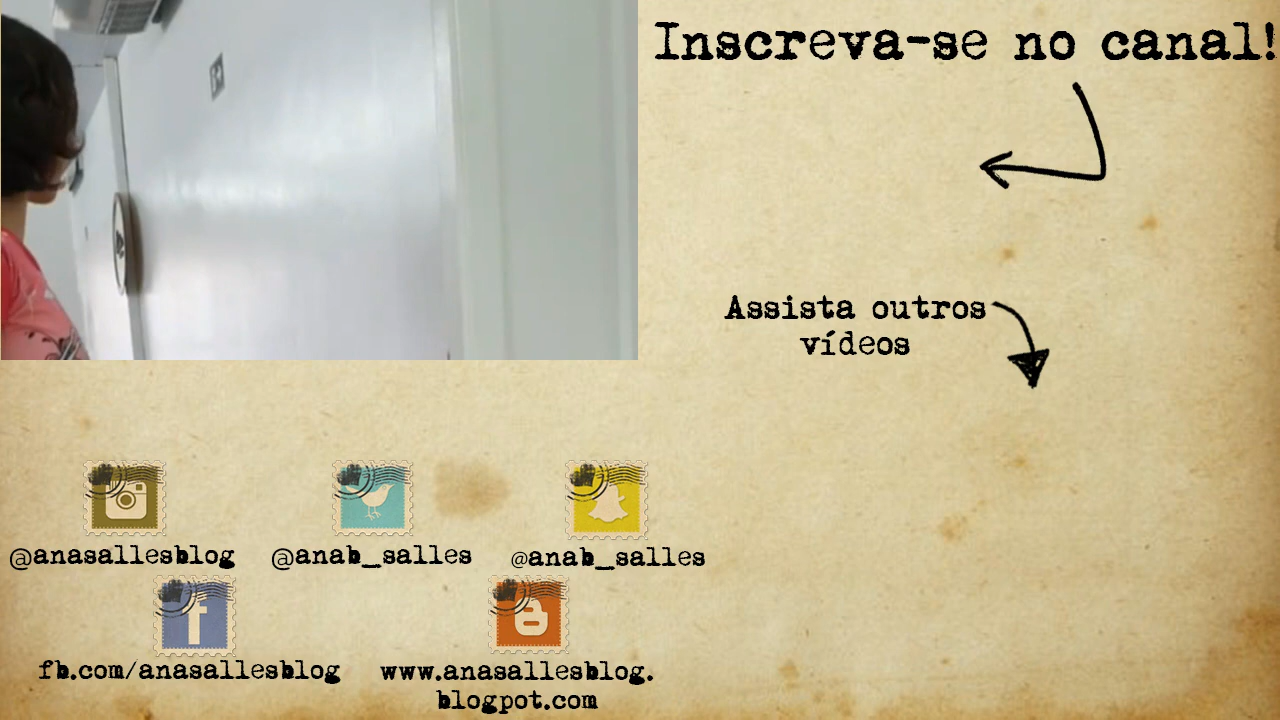 Inscreva-se no canal!
Assista outros
vídeos
@anasallesblog
@anab_salles
@anab_salles
fb.com/anasallesblog
www.anasallesblog.
blogpot.com